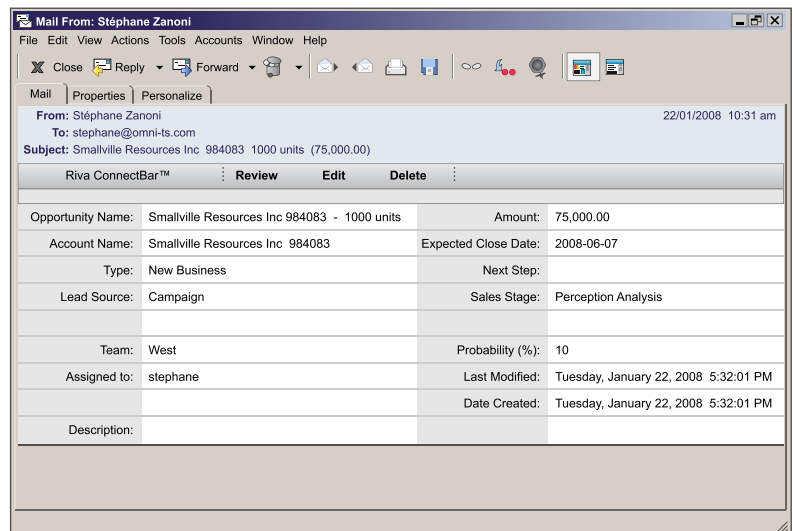 Mail From: Stéphane Zanoni
File Edit View Actions Tools Accounts Window Help
Close Reply Forward
Mail Properties Personalize
From: Stéphane Zanoni 22/01/2008 10:31 am
To: stephane@omni-ts.com
Subject: Smallville Resources Inc 984083 1000 units (75,000.00)
Riva ConnectBar™ Review Edit Delete
Opportunity Name: Smallville Resources Inc 984083 - 1000 units Amount: 75,000.00
Account Name: Smallville Resources Inc 984083 Expected Close Date: 2008-06-07
Type: New Business Next Step:
Lead Source: Campaign Sales Stage: Perception Analysis
Team: West Probability (%): 10
Assigned to: stephane Last Modified: Tuesday, January 22, 2008 5:32:01 PM
Date Created: Tuesday, January 22, 2008 5:32:01 PM
Description: